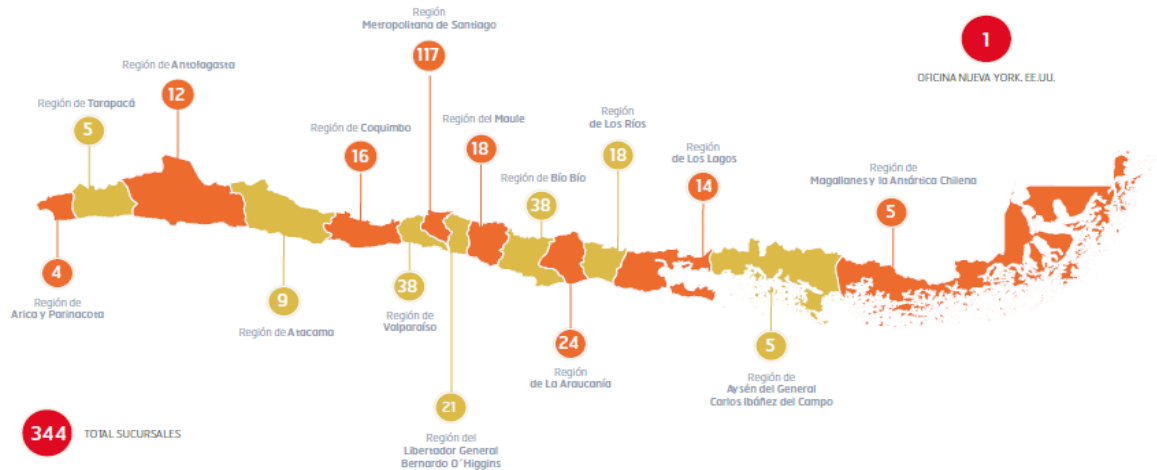 Región
Metropolitana de Santiago
117
1
OFICINA NUEVA YORK. EE.UU.
Región de Antofagasta
12
Región de Tarapacá
5
Región de Coquimbo
16
Región del Maule
18
Región
de Los Ríos
18
Región de Bío Bío
38
Región
de Los Lagos
14
Región de
Magallanes y la Antártica Chilena
5
4
Región de
Arica y Parinacota
9
Región de Atacama
38
Región de
Valparaíso
21
Región del
Libertador General
Bernardo O´Higgins
24
Región
de La Araucanía
5
Región de
Aysén del General
Carlos Ibáñez del Campo
344
TOTAL SUCURSALES